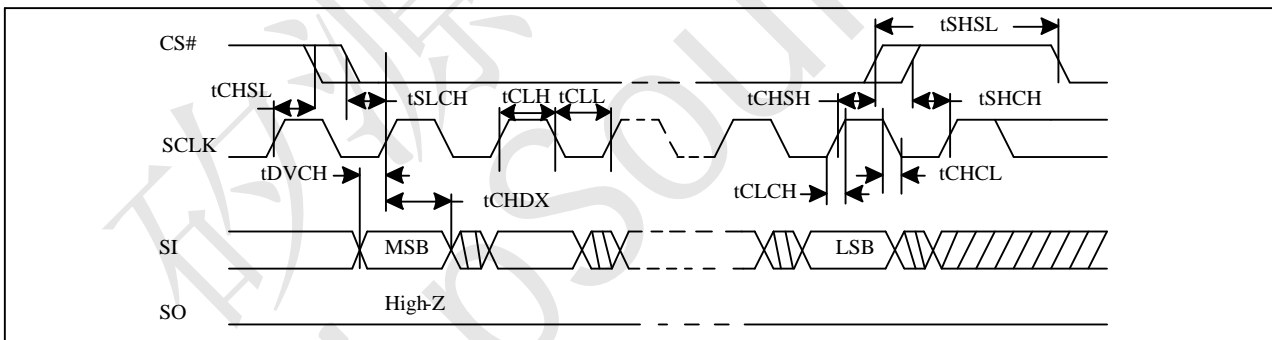 tSHSL
CS#
tCHSL
tSLCH
tCLH
tCLL
tCHSH
tSHCH
SCLK
tDVCH
tCHDX
tCLCH
tCHCL
SI
MSB
LSB
High-Z
SO